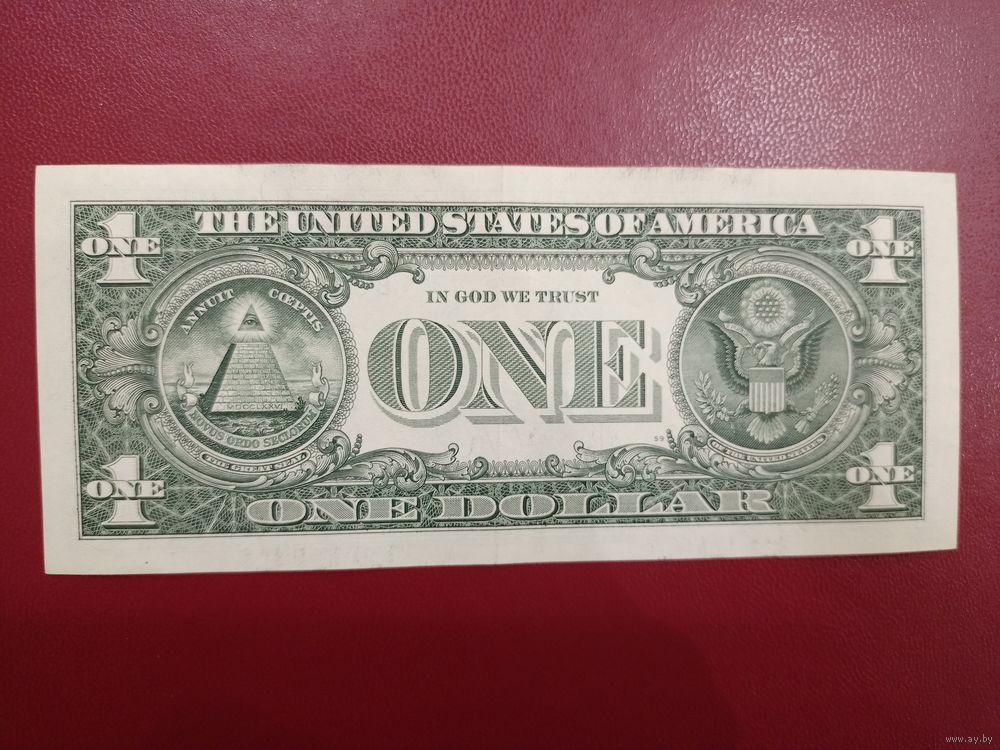 THE UNITED STATES OF AMERICA
1
ONE
1
ONE
IN GOD WE TRUST
ANNUIT CŒPTIS
ONE
MDCCLXXVI
NOVUS ORDO SECLORUM
THE GREAT SEAL
59
OF THE UNITED STATES
1
ONE
1
ONE
ONE DOLLAR
www.ay.by